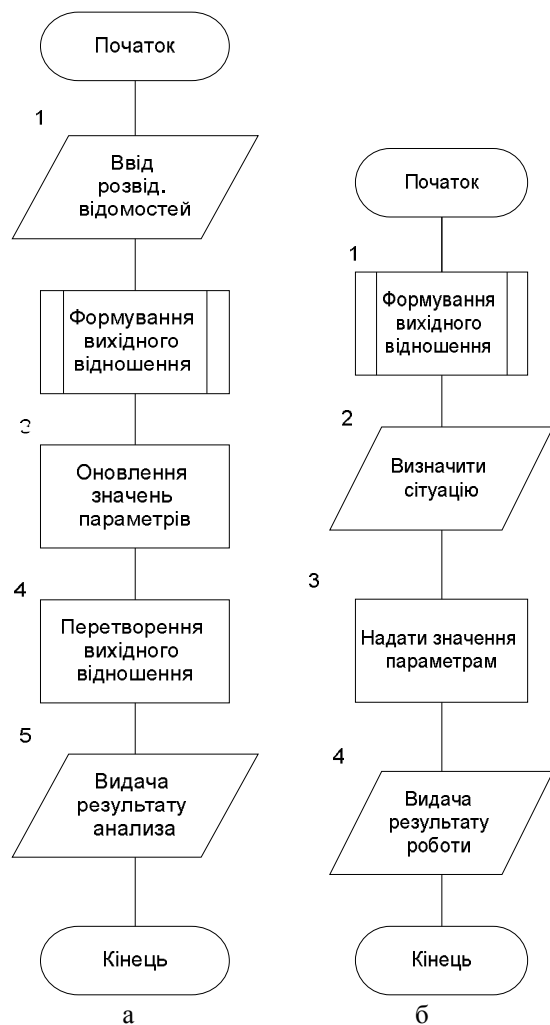 Початок
1
Ввід
розвід.
відомостей
Формування
вихідного
відношення
3
Оновлення
значень
параметрів
4
Перетворення
вихідного
відношення
5
Видача
результату
анализа
Кінець
а
Початок
1
Формування
вихідного
відношення
2
Визначити
сітуацію
3
Надати значення
параметрам
4
Видача
результату
роботи
Кінець
б